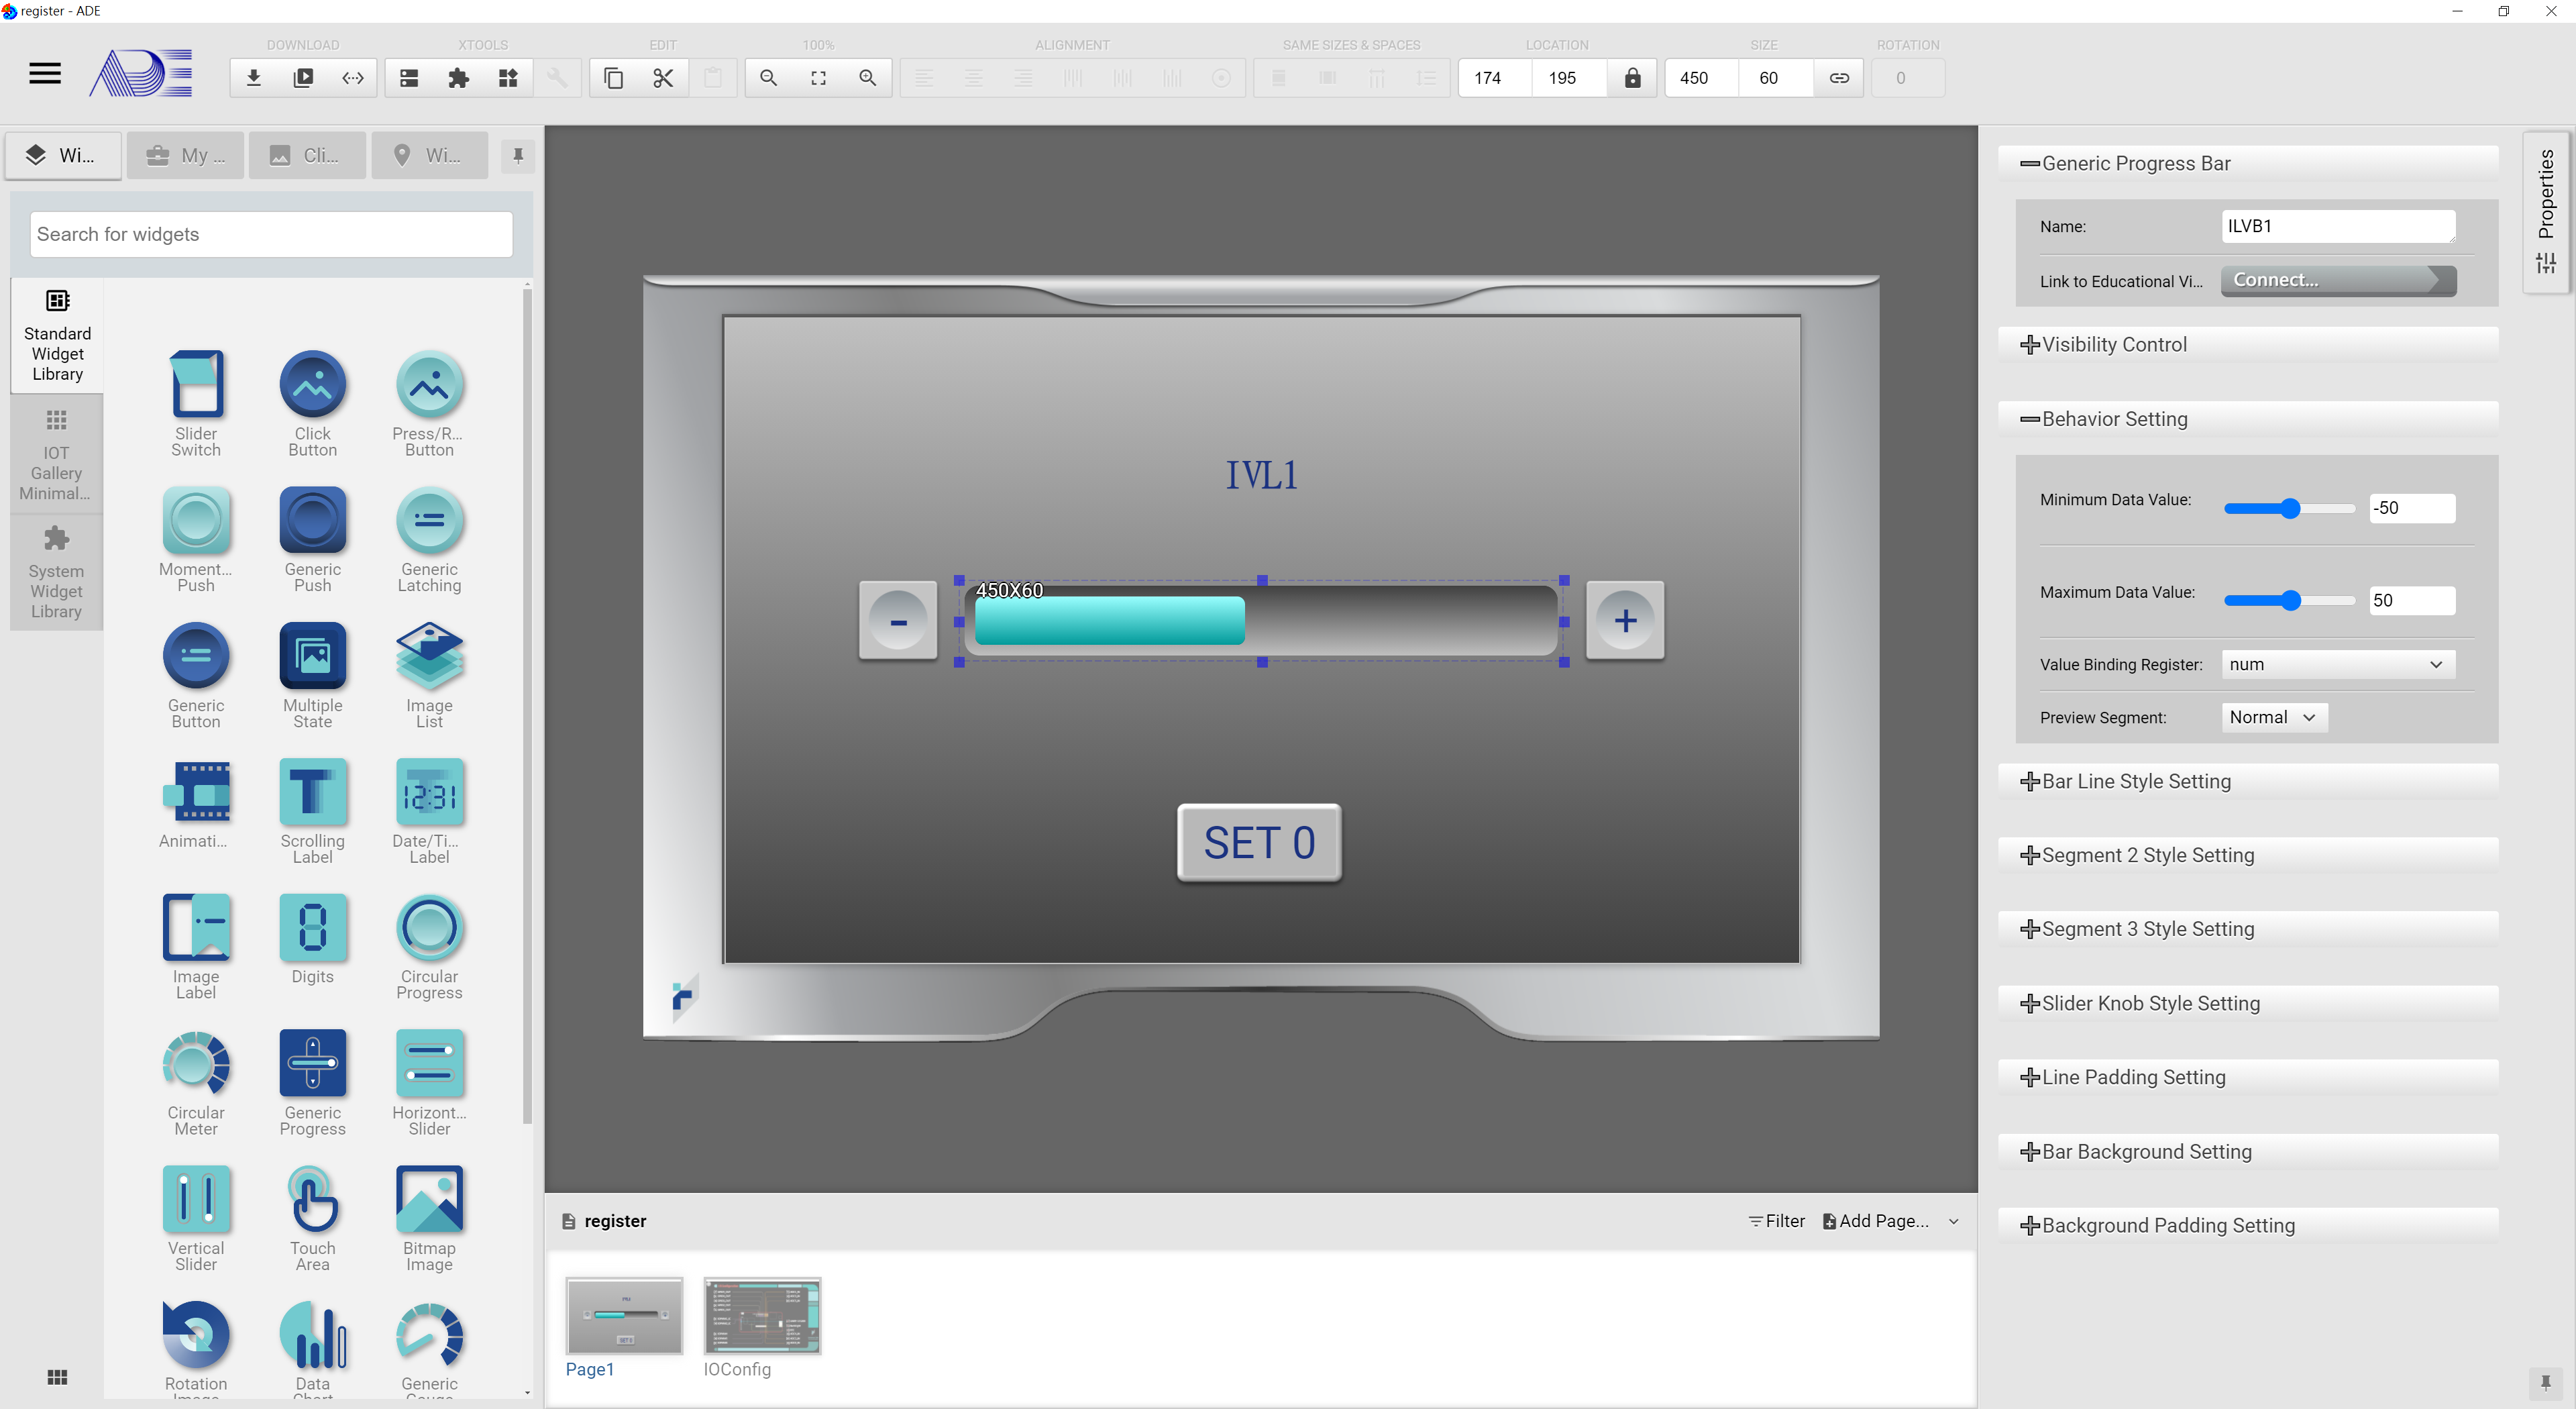 register - ADE
DOWNLOAD XTOOLS EDIT 100% ALIGNMENT SAME SIZES & SPACES LOCATION SIZE ROTATION
ADE
174 195 450 60 0
Wi... My ... Cli... Wi...
Search for widgets
Standard
Widget
Library
IOT
Gallery
Minimal...
System
Widget
Library
Slider
Switch
Click
Button
Press/R...
Button
Moment...
Push
Generic
Push
Generic
Latching
Generic
Button
Multiple
State
Image
List
Animati...
Scrolling
Label
12:31
Date/Ti...
Label
Image
Label
Digits
Circular
Progress
Circular
Meter
Generic
Progress
Horizont...
Slider
Vertical
Slider
Touch
Area
Bitmap
Image
Rotation
Image
Data
Chart
Generic
Gauge
IVL1
450X60
-
+
SET 0
register
Filter Add Page...
Page1 IOConfig
Properties
Generic Progress Bar
Name: ILVB1
Link to Educational Vi... Connect...
Visibility Control
Behavior Setting
Minimum Data Value: -50
Maximum Data Value: 50
Value Binding Register: num
Preview Segment: Normal
Bar Line Style Setting
Segment 2 Style Setting
Segment 3 Style Setting
Slider Knob Style Setting
Line Padding Setting
Bar Background Setting
Background Padding Setting